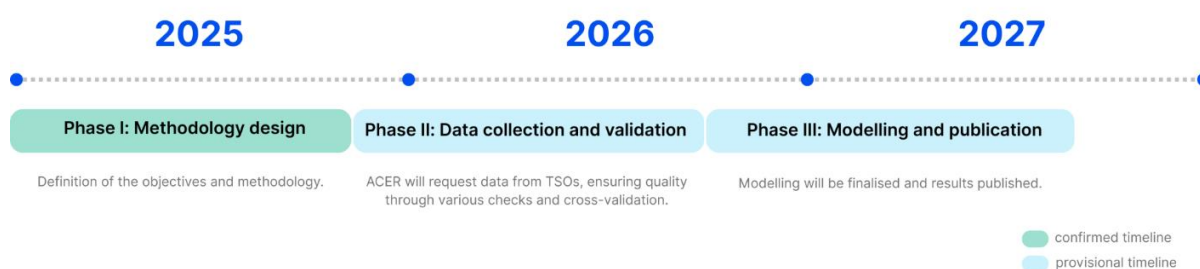 2025
2026
2027
Phase I: Methodology design
Phase II: Data collection and validation
Phase III: Modelling and publication
Definition of the objectives and methodology.
ACER will request data from TSOs, ensuring quality
through various checks and cross-validation.
Modelling will be finalised and results published.
confirmed timeline
provisional timeline